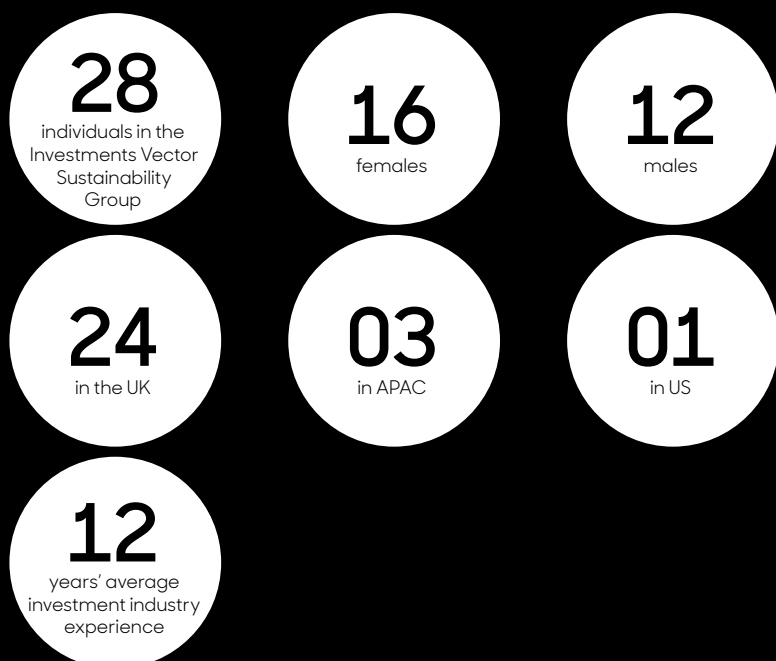 28
individuals in the
Investments Vector
Sustainability
Group
16
females
12
males
24
in the UK
03
in APAC
01
in US
12
years’ average
investment industry
experience